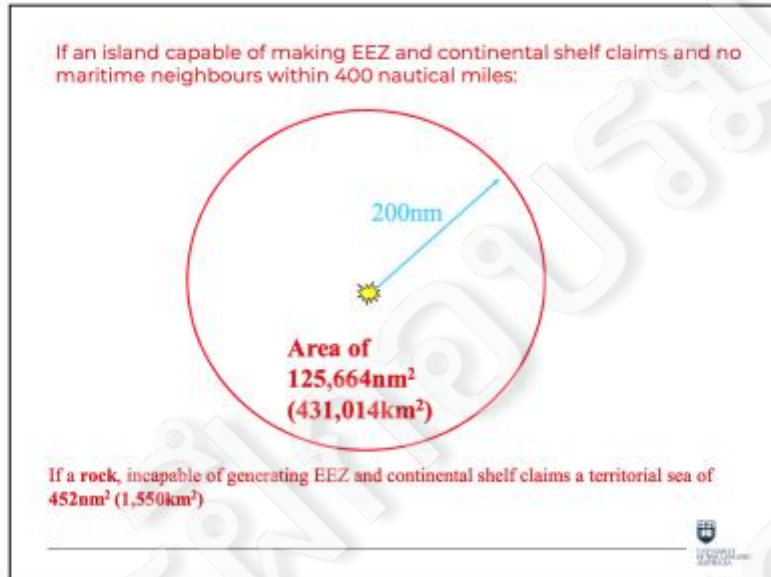 If an island capable of making EEZ and continental shelf claims and no
maritime neighbours within 400 nautical miles:
200nm
Area of
125,664nm²
(431,014km²)
If a rock, incapable of generating EEZ and continental shelf claims a territorial sea of
452nm² (1,550km²)